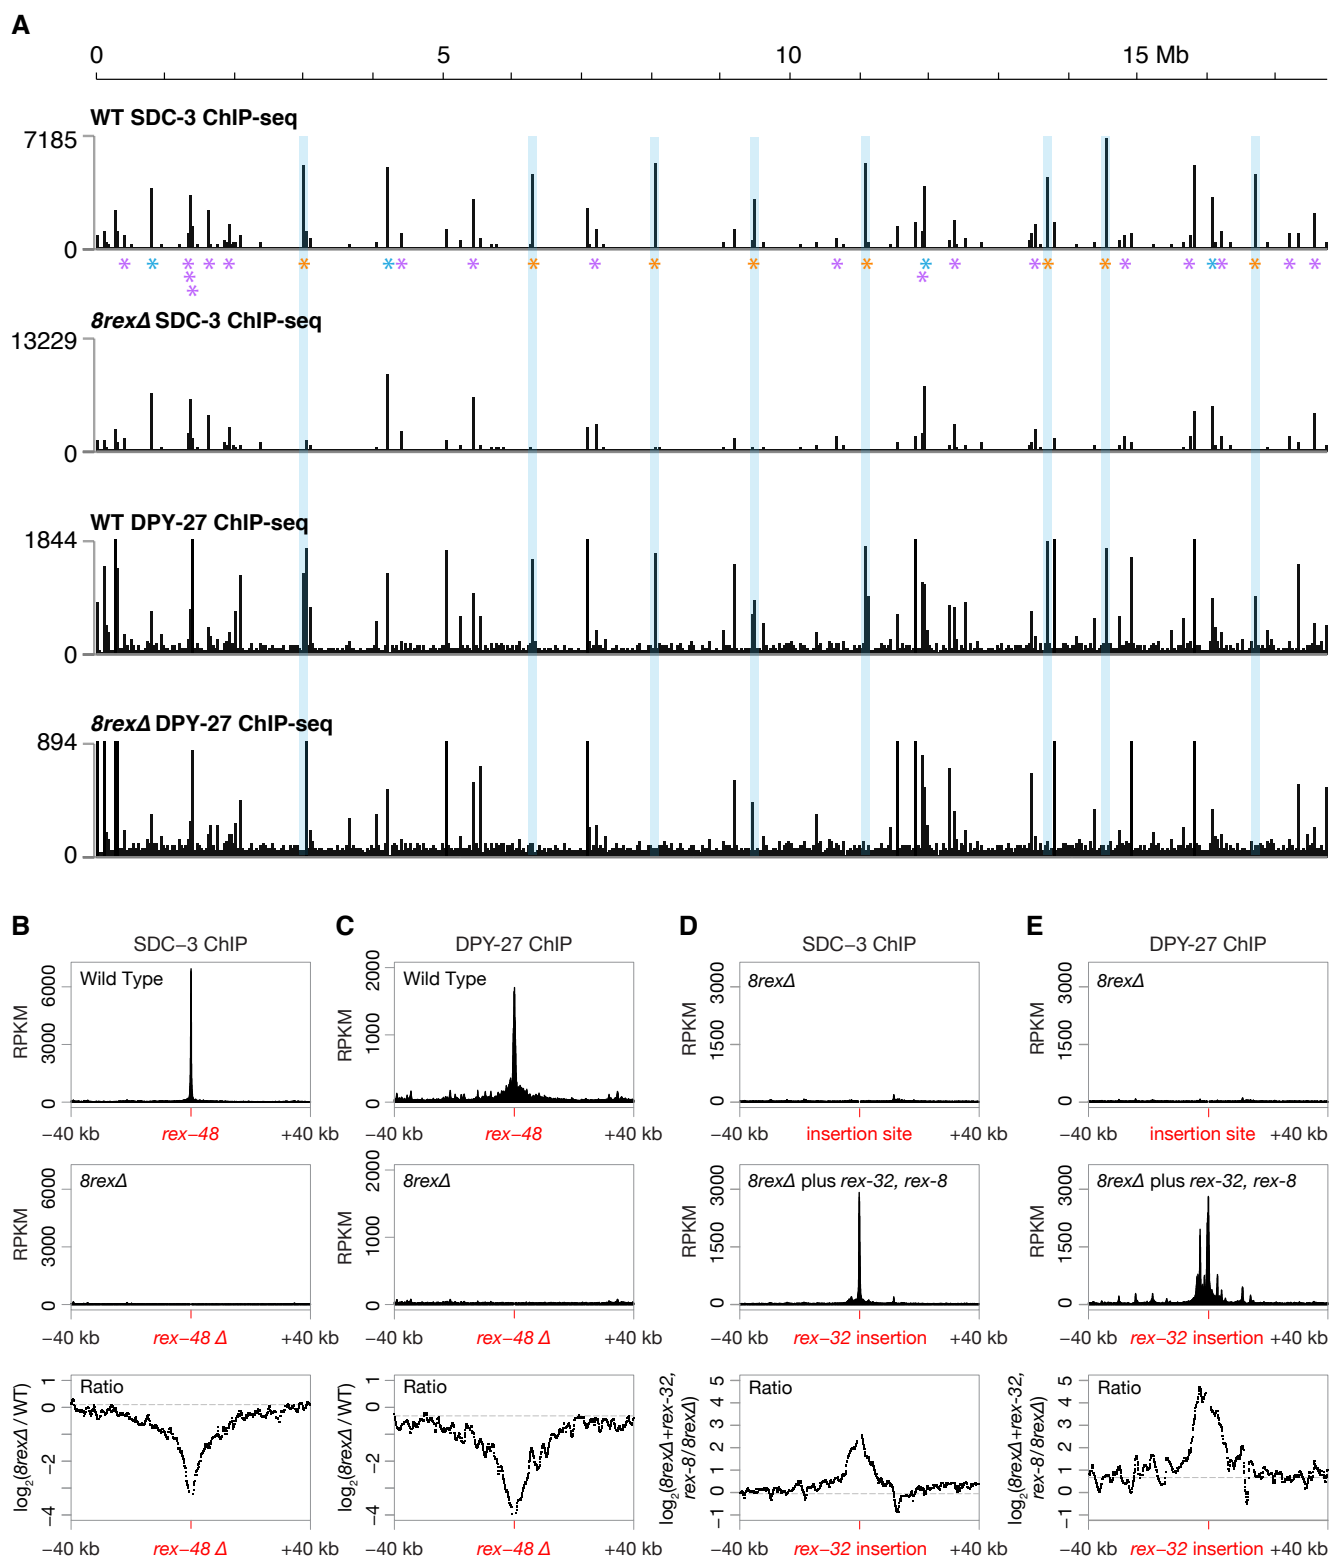 A
0 5 10 15 Mb
WT SDC-3 ChIP-seq
7185
0
* * * * * * * * * * * * * * * * * * * * * * * * * * *
* *
*
8rexΔ SDC-3 ChIP-seq
13229
0
WT DPY-27 ChIP-seq
1844
0
8rexΔ DPY-27 ChIP-seq
894
0
B
SDC–3 ChIP
Wild Type
RPKM
6000
3000
0
−40 kb rex−48 +40 kb
8rexΔ
RPKM
6000
3000
0
−40 kb rex−48 Δ +40 kb
Ratio
log2(8rexΔ / WT)
1
0
−2
−4
−40 kb rex−48 Δ +40 kb
C
DPY-27 ChIP
Wild Type
RPKM
2000
1000
0
−40 kb rex−48 +40 kb
8rexΔ
RPKM
2000
1000
0
−40 kb rex−48 Δ +40 kb
Ratio
log2(8rexΔ / WT)
1
0
−2
−4
−40 kb rex−48 Δ +40 kb
D
SDC–3 ChIP
8rexΔ
RPKM
3000
1500
0
−40 kb insertion site +40 kb
8rexΔ plus rex-32, rex-8
RPKM
3000
1500
0
−40 kb rex−32 insertion +40 kb
Ratio
log2(8rexΔ+rex-32,
rex-8/8rexΔ)
5
4
3
2
1
0
−1
−40 kb rex−32 insertion +40 kb
E
DPY-27 ChIP
8rexΔ
RPKM
3000
1500
0
−40 kb insertion site +40 kb
8rexΔ plus rex-32, rex-8
RPKM
3000
1500
0
−40 kb rex−32 insertion +40 kb
Ratio
log2(8rexΔ+rex-32,
rex-8/8rexΔ)
5
4
3
2
1
0
−1
−40 kb rex−32 insertion +40 kb